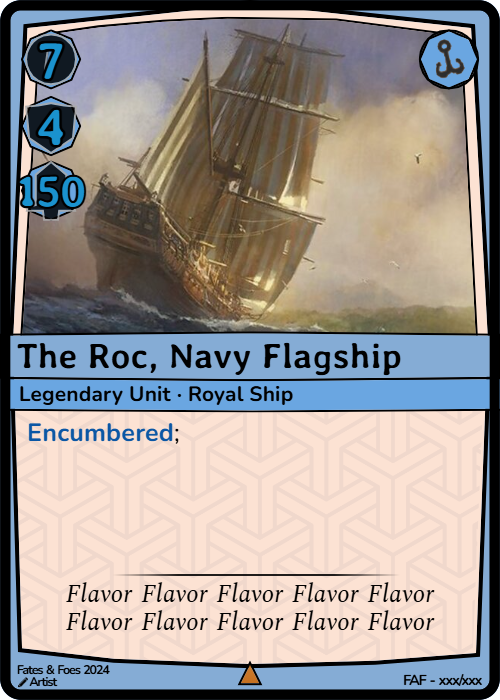 7
4
150
The Roc, Navy Flagship
Legendary Unit · Royal Ship
Encumbered;
Flavor Flavor Flavor Flavor Flavor
Flavor Flavor Flavor Flavor Flavor
Fates & Foes 2024
Artist
FAF - xxx/xxx